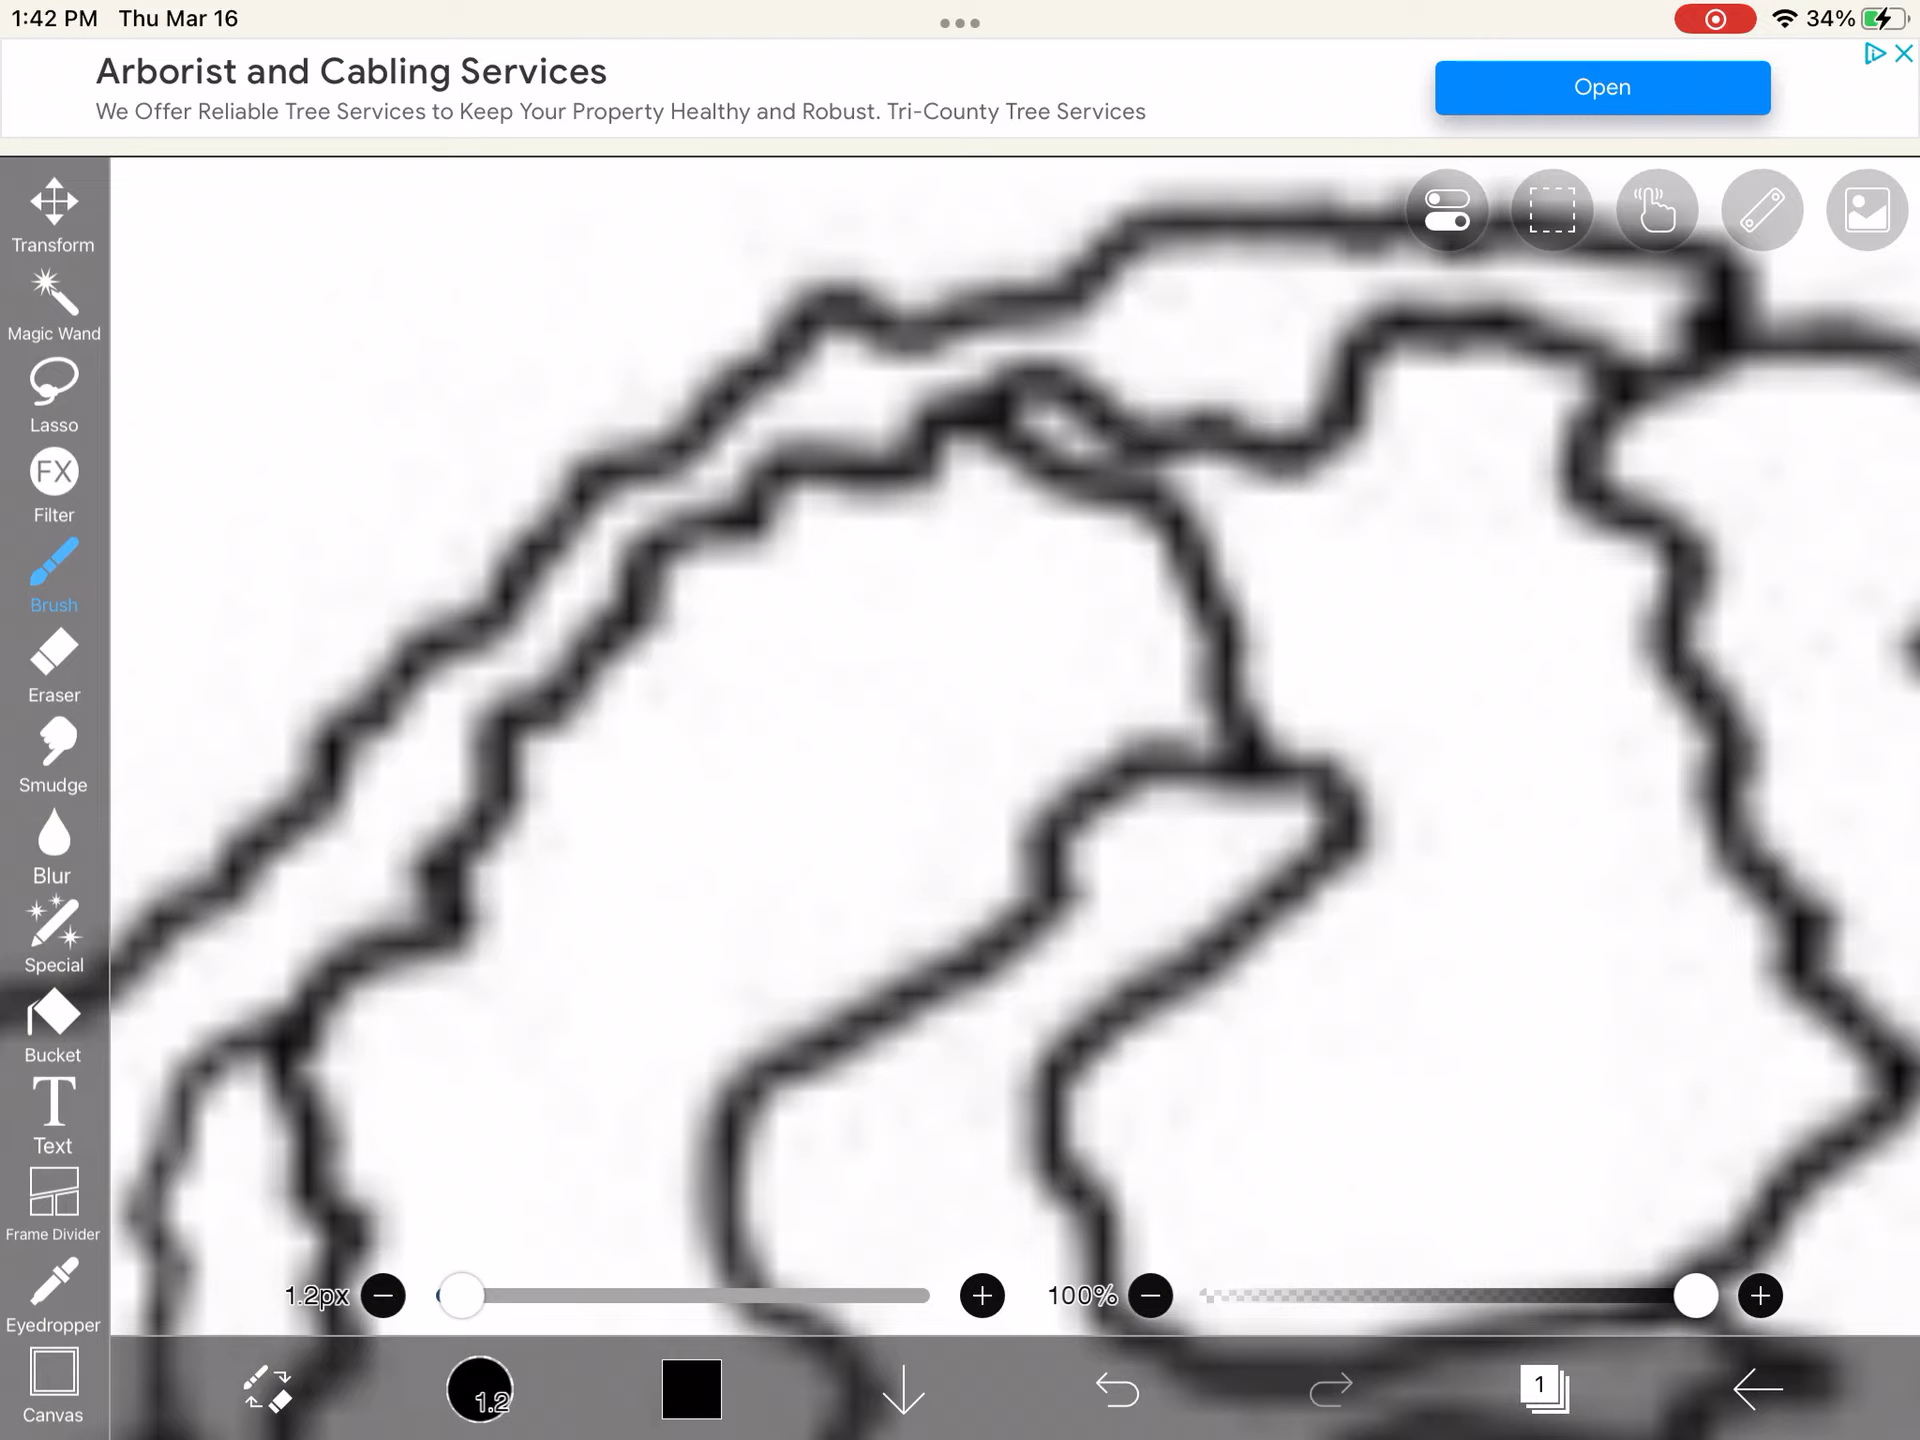 1:42 PM Thu Mar 16
34%
Arborist and Cabling Services
We Offer Reliable Tree Services to Keep Your Property Healthy and Robust. Tri-County Tree Services
Open
Transform
Magic Wand
Lasso
FX
Filter
Brush
Eraser
Smudge
Blur
Special
Bucket
T
Text
Frame Divider
Eyedropper
Canvas
1.2px
100%
1.2
1